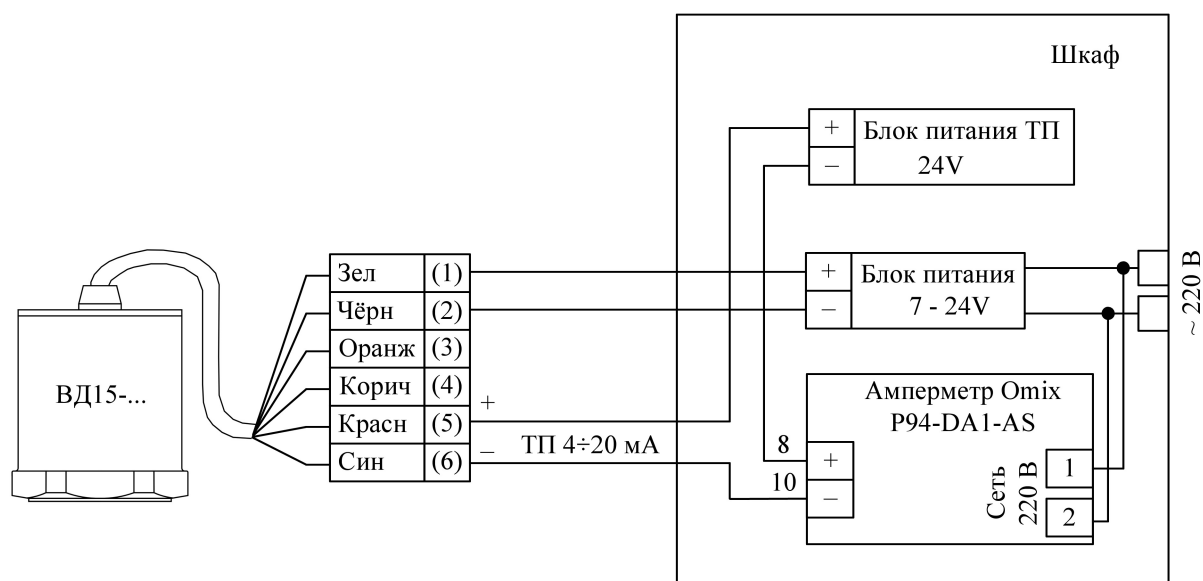 Шкаф
+ Блок питания ТП
– 24V
Зел (1)
Чёрн (2)
Оранж (3)
Корич (4)
Красн (5)
Син (6)
ВД15-...
+
–
ТП 4÷20 мА
+ Блок питания
– 7 - 24V
~ 220 В
Амперметр Omix
P94-DA1-AS
8 +
10 –
Сеть
220 В
1
2